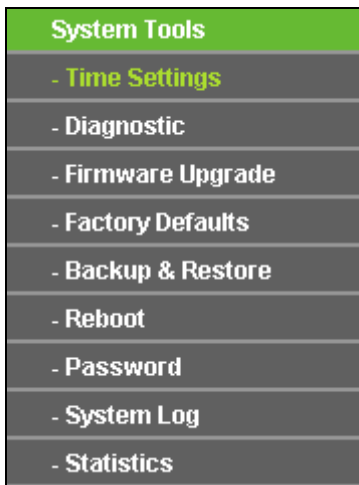 System Tools
- Time Settings
- Diagnostic
- Firmware Upgrade
- Factory Defaults
- Backup & Restore
- Reboot
- Password
- System Log
- Statistics